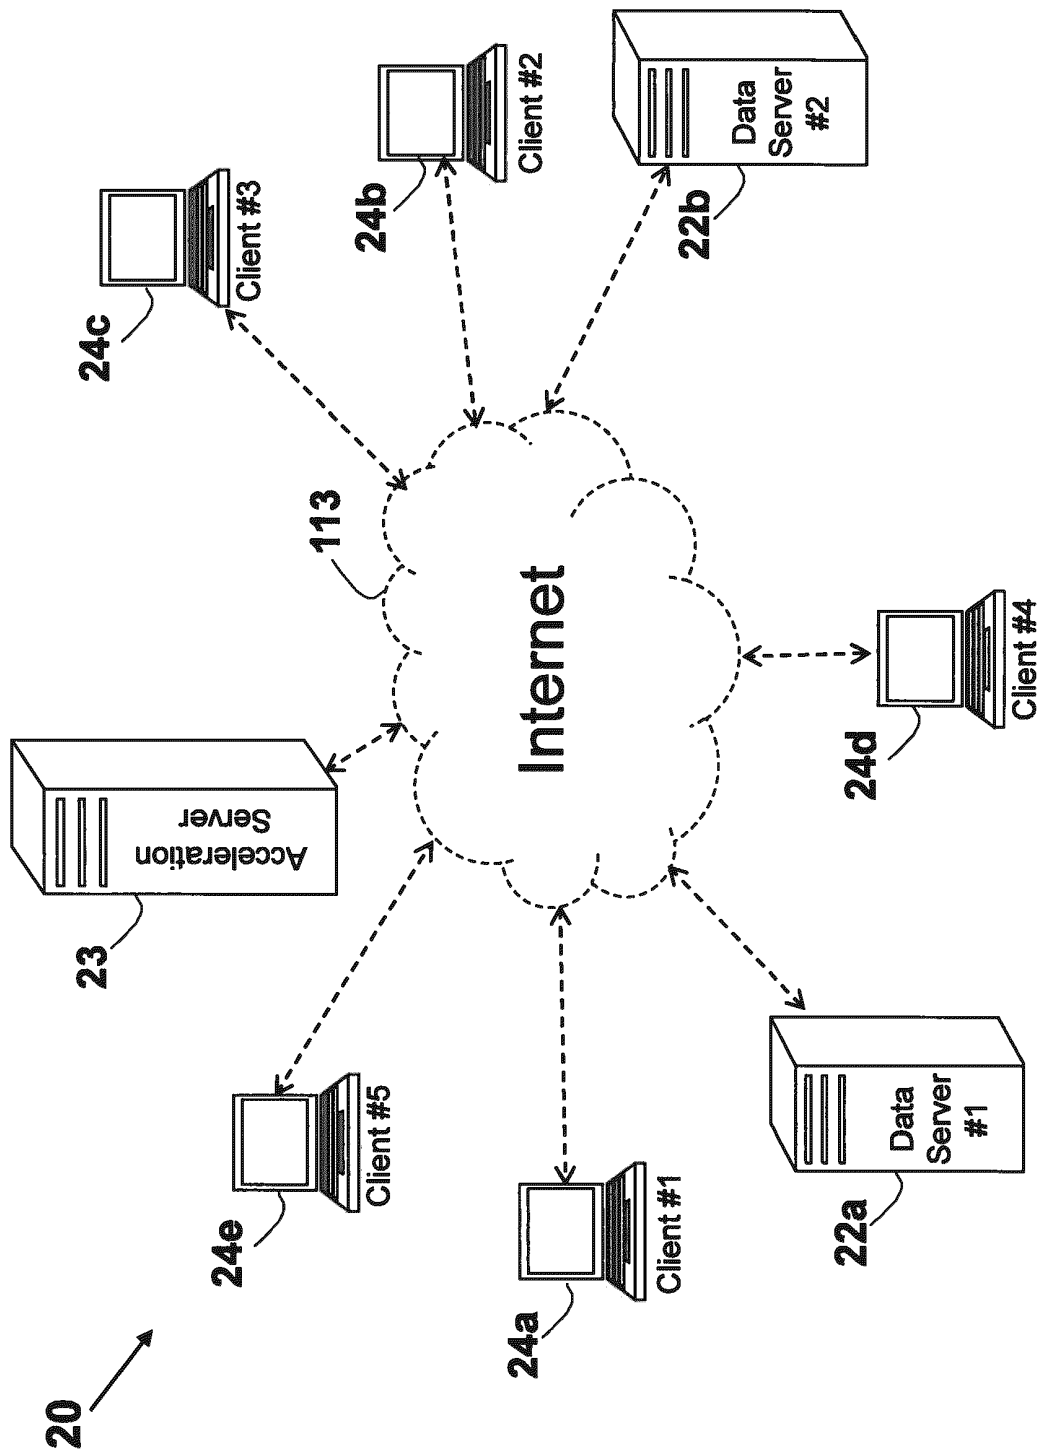 20
24e
Client #5
23
Acceleration
Server
24c
Client #3
113
24b
Client #2
24a
Client #1
Internet
22b
Data
Server
#2
22a
Data
Server
#1
24d
Client #4